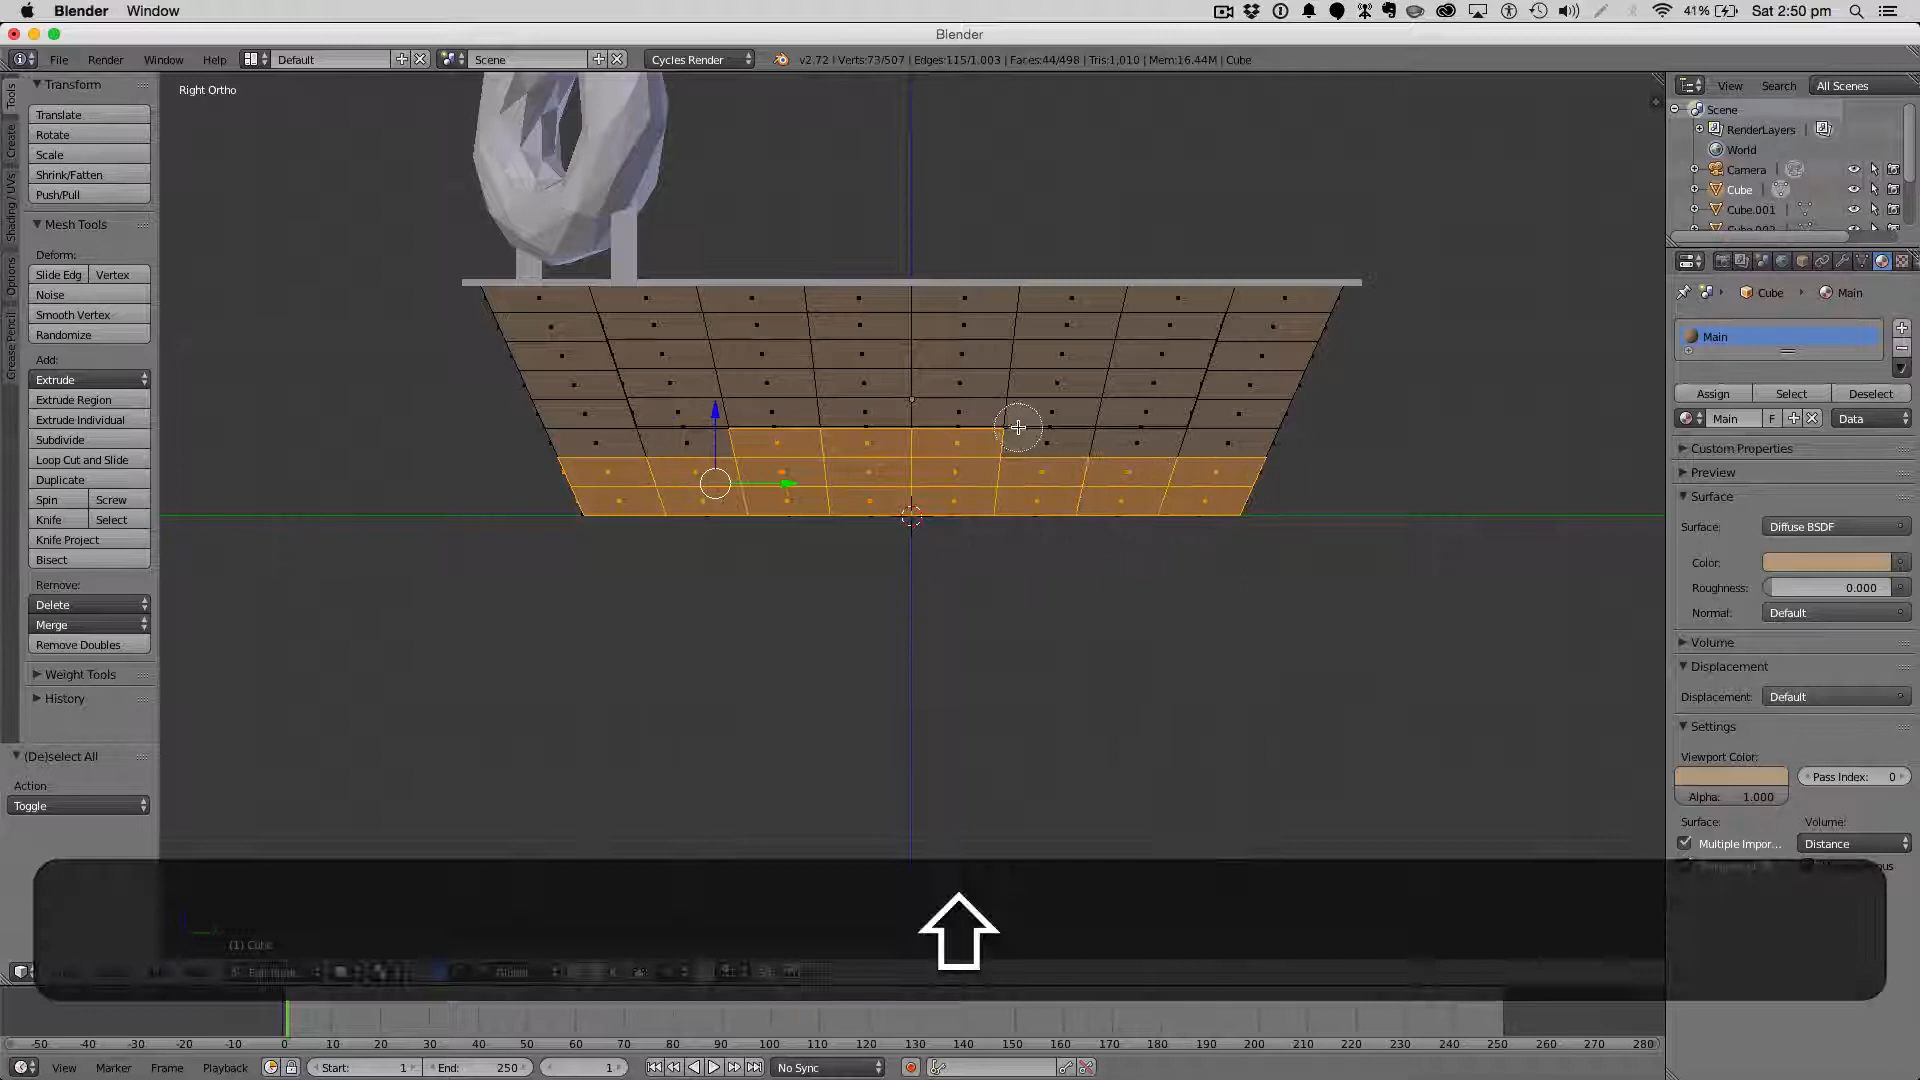 Blender Window 41% Sat 2:50 pm
Blender
File Render Window Help Default Scene Cycles Render v2.72 | Verts:73/507 | Edges:115/1.003 | Faces:44/498 | Tris:1,010 | Mem:16.44M | Cube
Tools
Create
Shading / UVs
Options
Grease Pencil
Transform
Translate
Rotate
Scale
Shrink/Fatten
Push/Pull
Mesh Tools
Deform:
Slide Edg Vertex
Noise
Smooth Vertex
Randomize
Add:
Extrude
Extrude Region
Extrude Individual
Subdivide
Loop Cut and Slide
Duplicate
Spin Screw
Knife Select
Knife Project
Bisect
Remove:
Delete
Merge
Remove Doubles
Weight Tools
History
(De)select All
Action
Toggle
Right Ortho
(1) Cube
View Search All Scenes
Scene
RenderLayers
World
Camera
Cube
Cube.001
Cube Main
Main
Assign Select Deselect
Main F Data
Custom Properties
Preview
Surface
Surface: Diffuse BSDF
Color:
Roughness: 0.000
Normal: Default
Volume
Displacement
Displacement: Default
Settings
Viewport Color:
Pass Index: 0
Alpha: 1.000
Surface: Volume:
Multiple Impor... Distance
-50 -40 -30 -20 -10 0 10 20 30 40 50 60 70 80 90 100 110 120 130 140 150 160 170 180 190 200 210 220 230 240 250 260 270 280
View Marker Frame Playback Start: 1 End: 250 1 No Sync